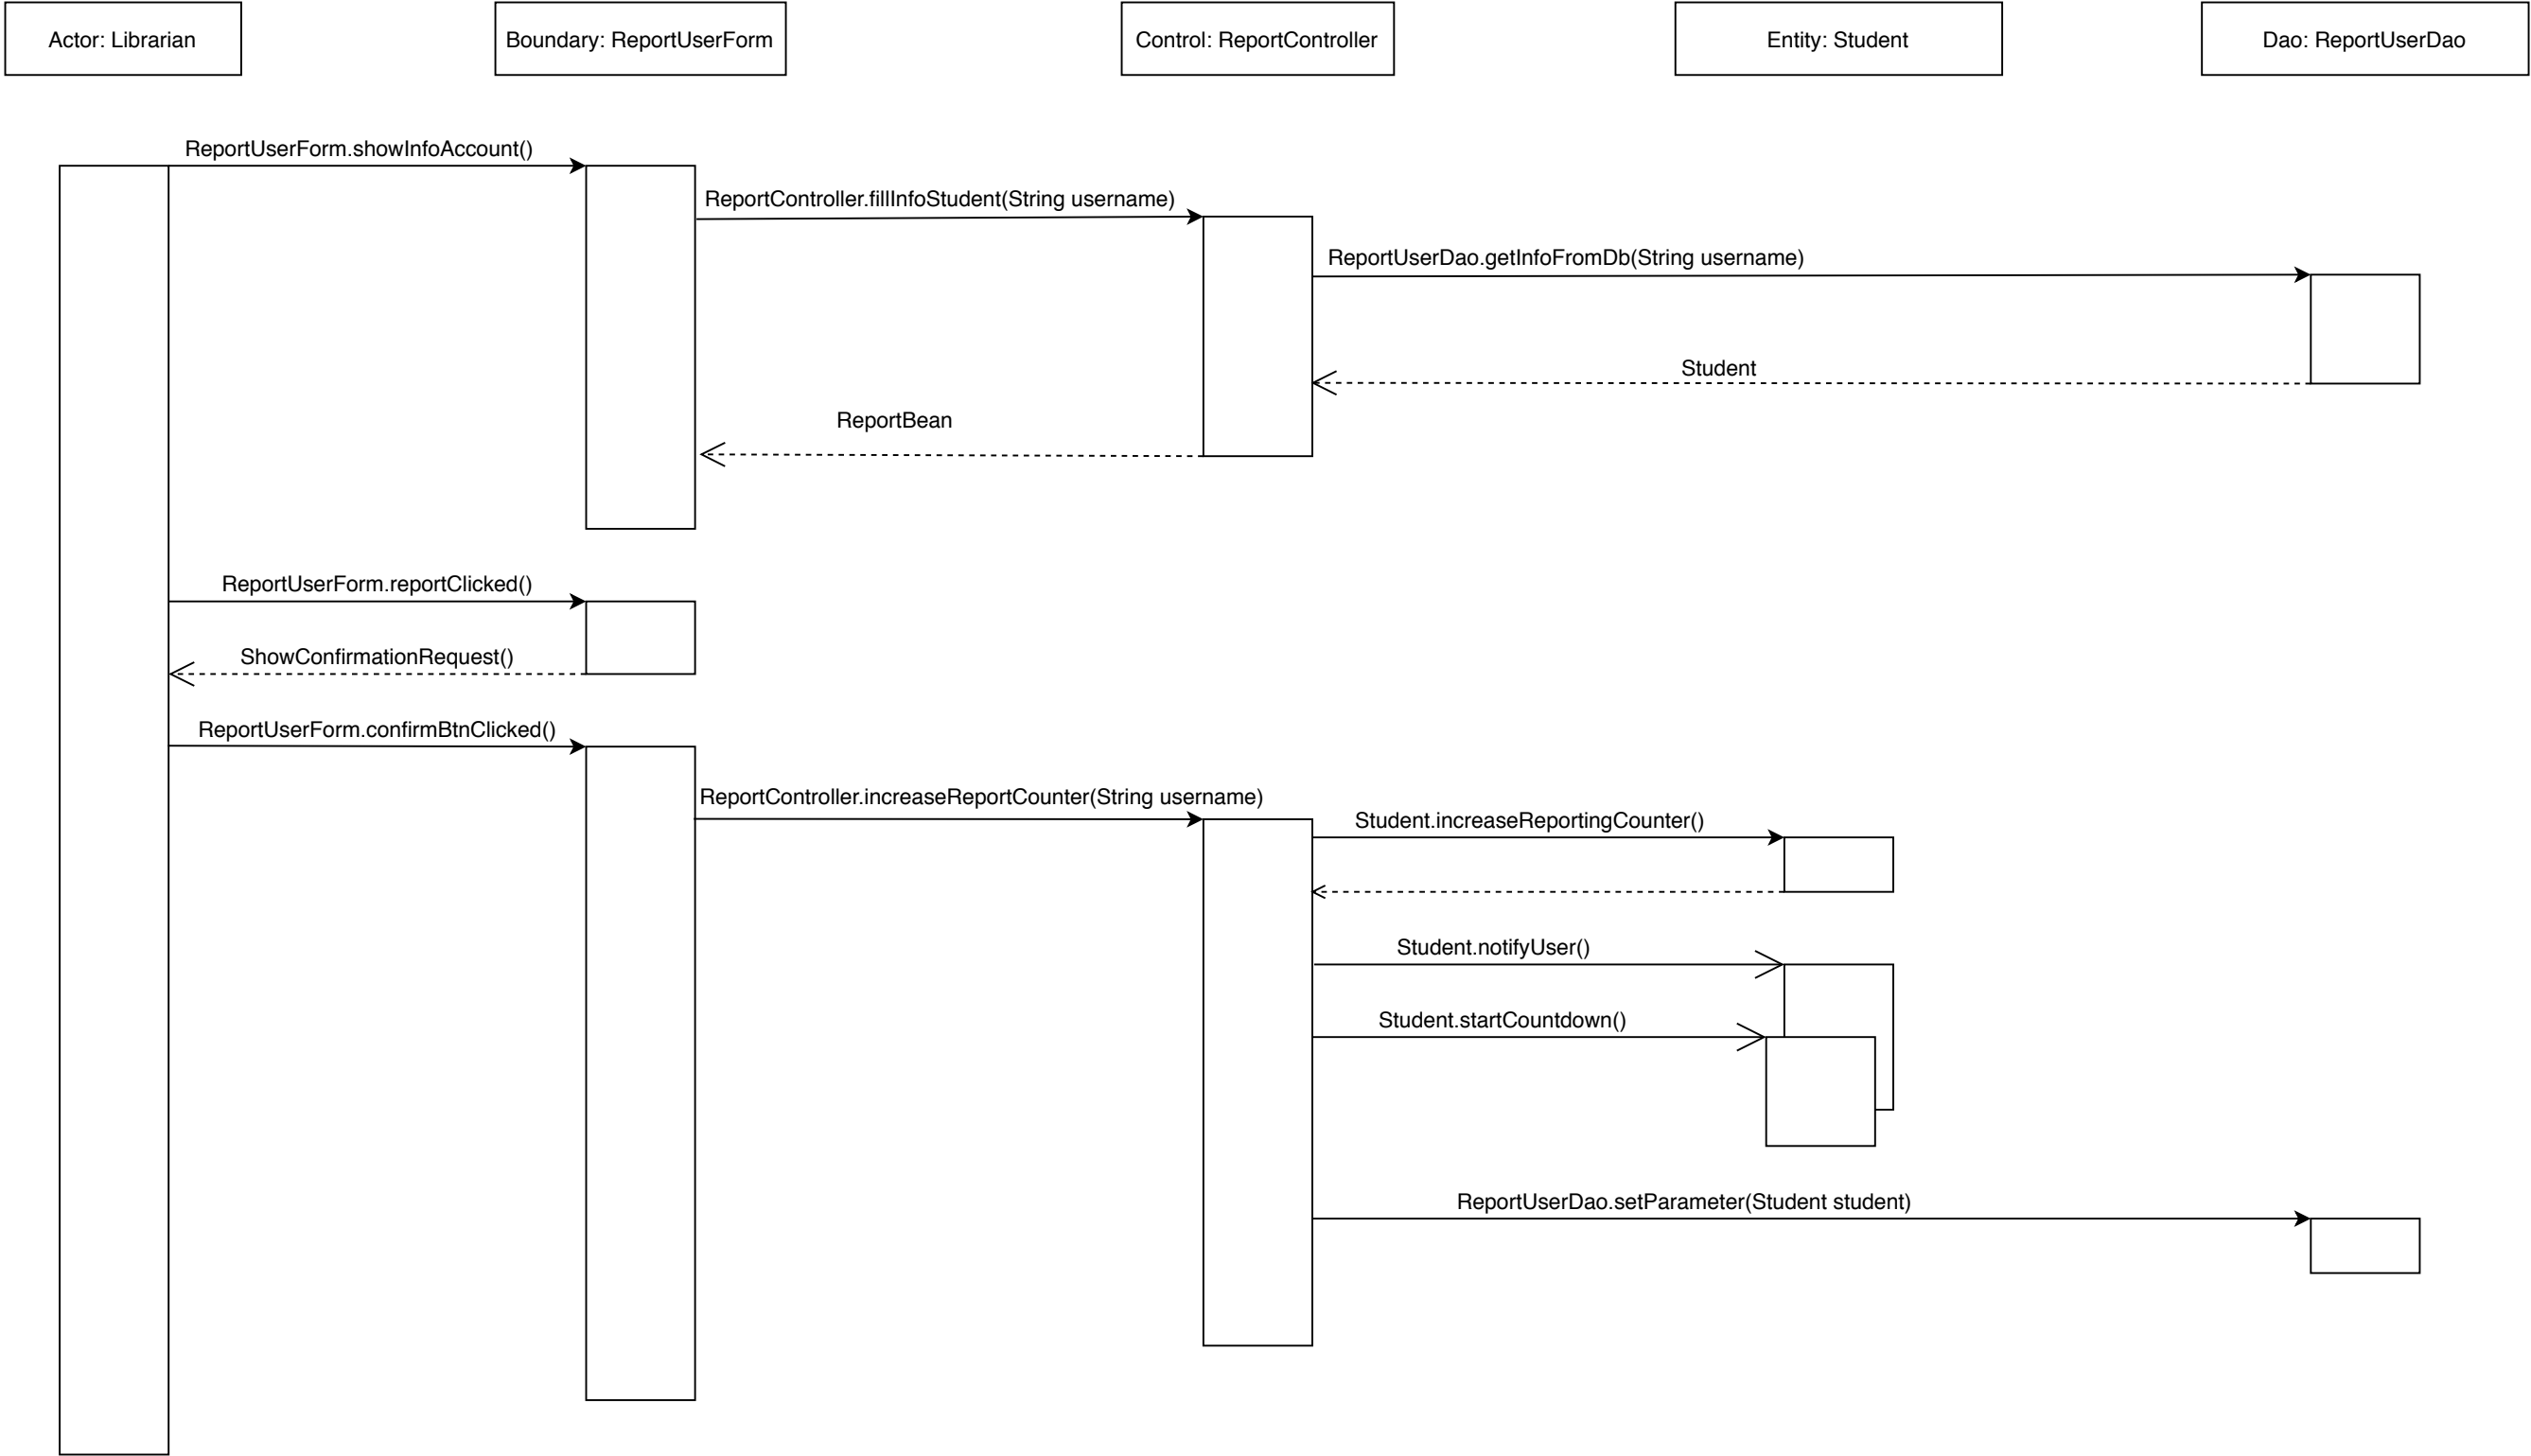 Actor: Librarian
Boundary: ReportUserForm
Control: ReportController
Entity: Student
Dao: ReportUserDao
ReportUserForm.showInfoAccount()
ReportController.fillInfoStudent(String username)
ReportUserDao.getInfoFromDb(String username)
Student
ReportBean
ReportUserForm.reportClicked()
ShowConfirmationRequest()
ReportUserForm.confirmBtnClicked()
ReportController.increaseReportCounter(String username)
Student.increaseReportingCounter()
Student.notifyUser()
Student.startCountdown()
ReportUserDao.setParameter(Student student)